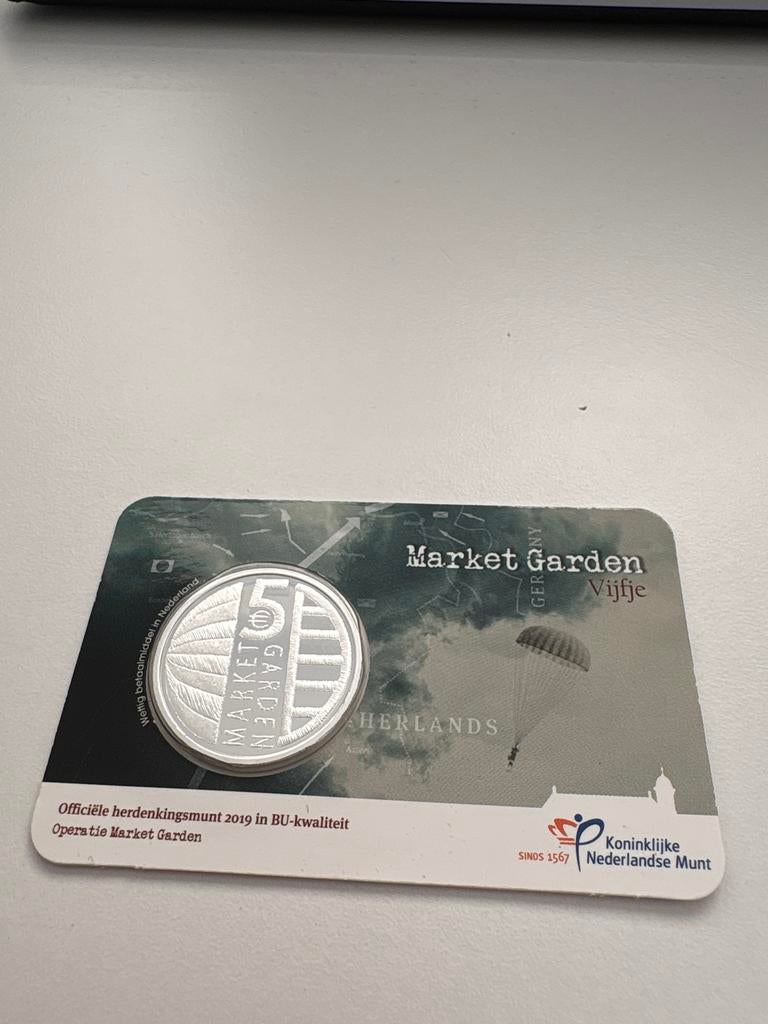 Market Garden
Vijfje
GERMANY
Wettig betaalmiddel in Nederland
5
MARKET
GARDEN
HERLANDS
Officiële herdenkingsmunt 2019 in BU-kwaliteit
Operatie Market Garden
SINDS 1567
Koninklijke
Nederlandse Munt